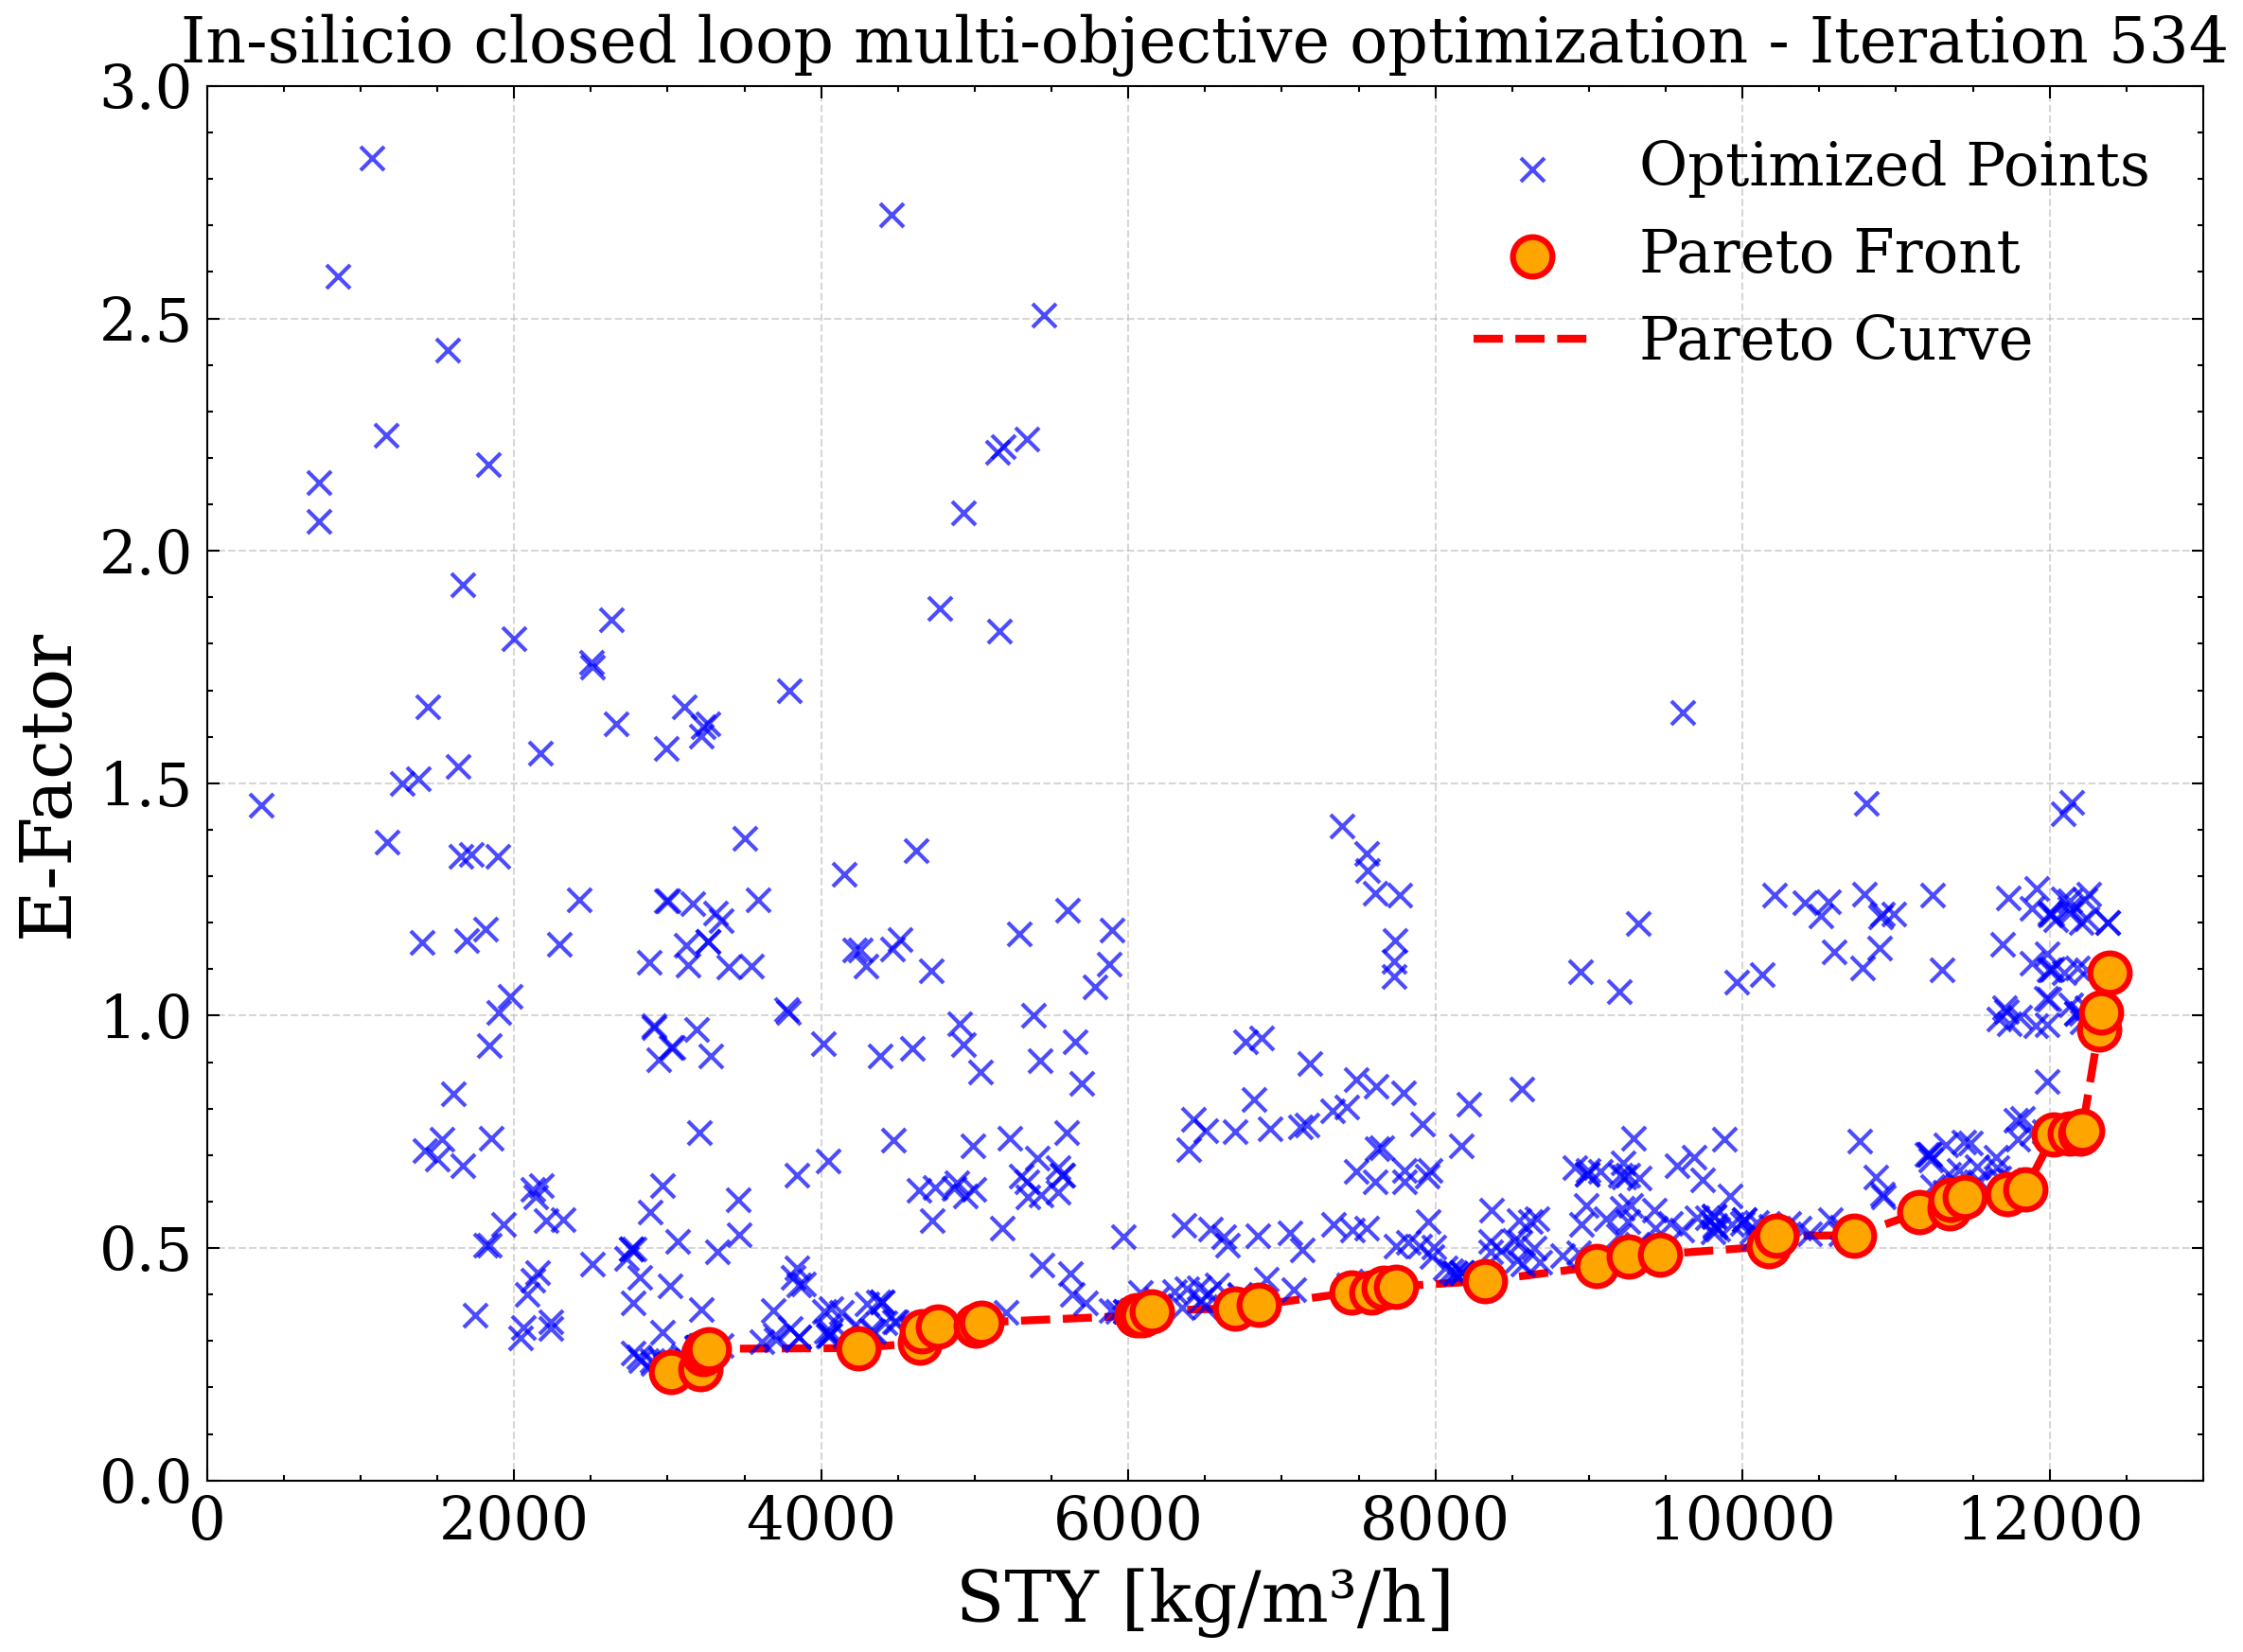 In-silicio closed loop multi-objective optimization - Iteration 534
3.0
2.5
2.0
1.5
1.0
0.5
0.0
E-Factor
Optimized Points
Pareto Front
Pareto Curve
0 2000 4000 6000 8000 10000 12000
STY [kg/m³/h]